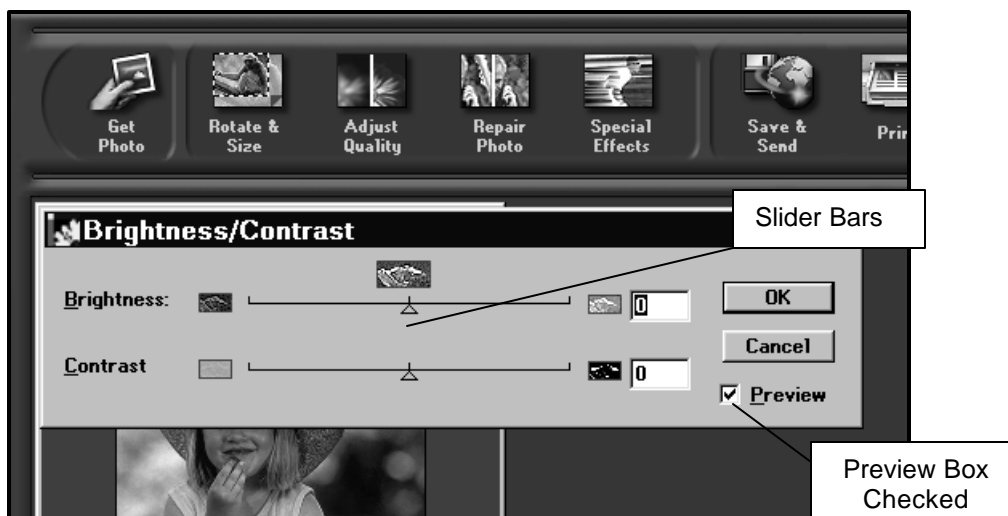 Get
Photo
Rotate &
Size
Adjust
Quality
Repair
Photo
Special
Effects
Save &
Send
Prin
Brightness/Contrast
Slider Bars
Brightness:
0
OK
Contrast
0
Cancel
Preview
Preview Box
Checked